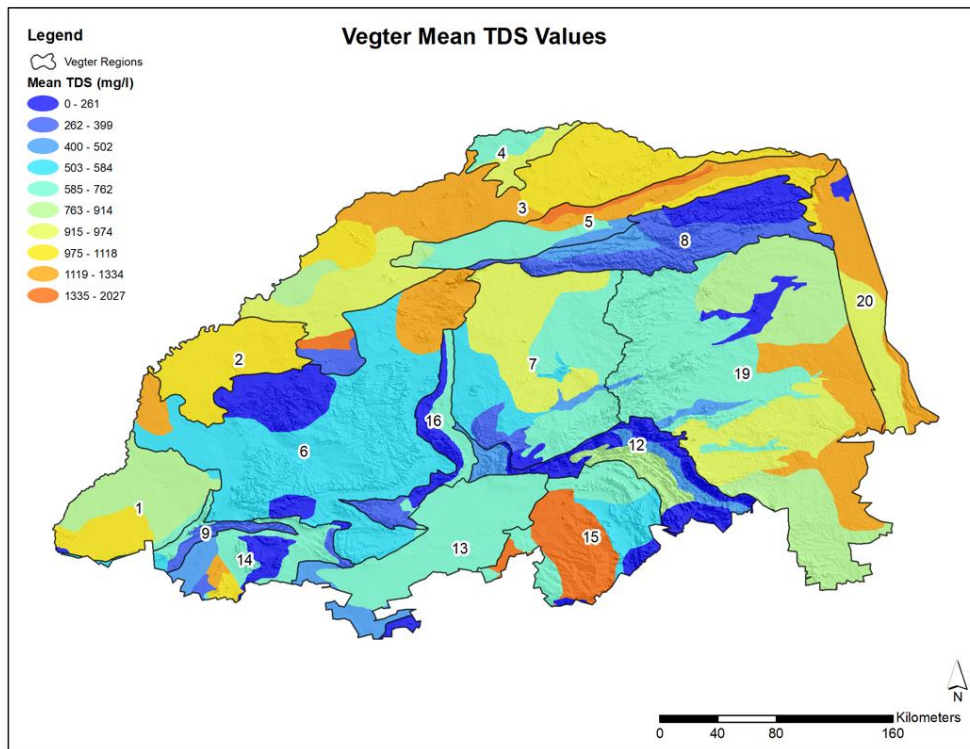 Vegter Mean TDS Values
Legend
Vegter Regions
Mean TDS (mg/l)
0 - 261
262 - 399
400 - 502
503 - 584
585 - 762
763 - 914
915 - 974
975 - 1118
1119 - 1334
1335 - 2027
4
3
5
8
20
2
7
19
16
6
12
1
9
13
15
14
N
Kilometers
0 40 80 160